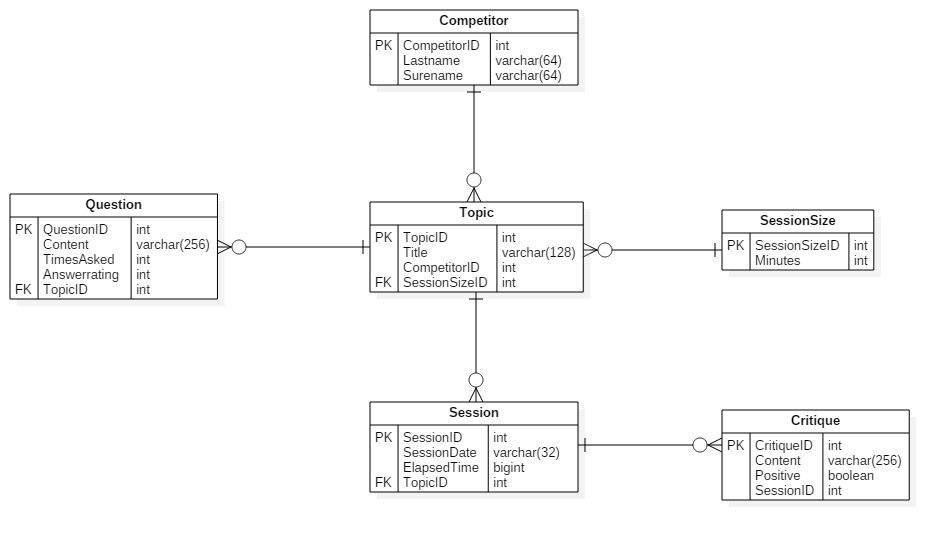 Competitor
PK CompetitorID int
Lastname varchar(64)
Surename varchar(64)
Question
PK QuestionID int
Content varchar(256)
TimesAsked int
Answerrating int
FK TopicID int
Topic
PK TopicID int
Title varchar(128)
CompetitorID int
FK SessionSizeID int
SessionSize
PK SessionSizeID int
Minutes int
Session
PK SessionID int
SessionDate varchar(32)
ElapsedTime bigint
FK TopicID int
Critique
PK CritiqueID int
Content varchar(256)
Positive boolean
SessionID int